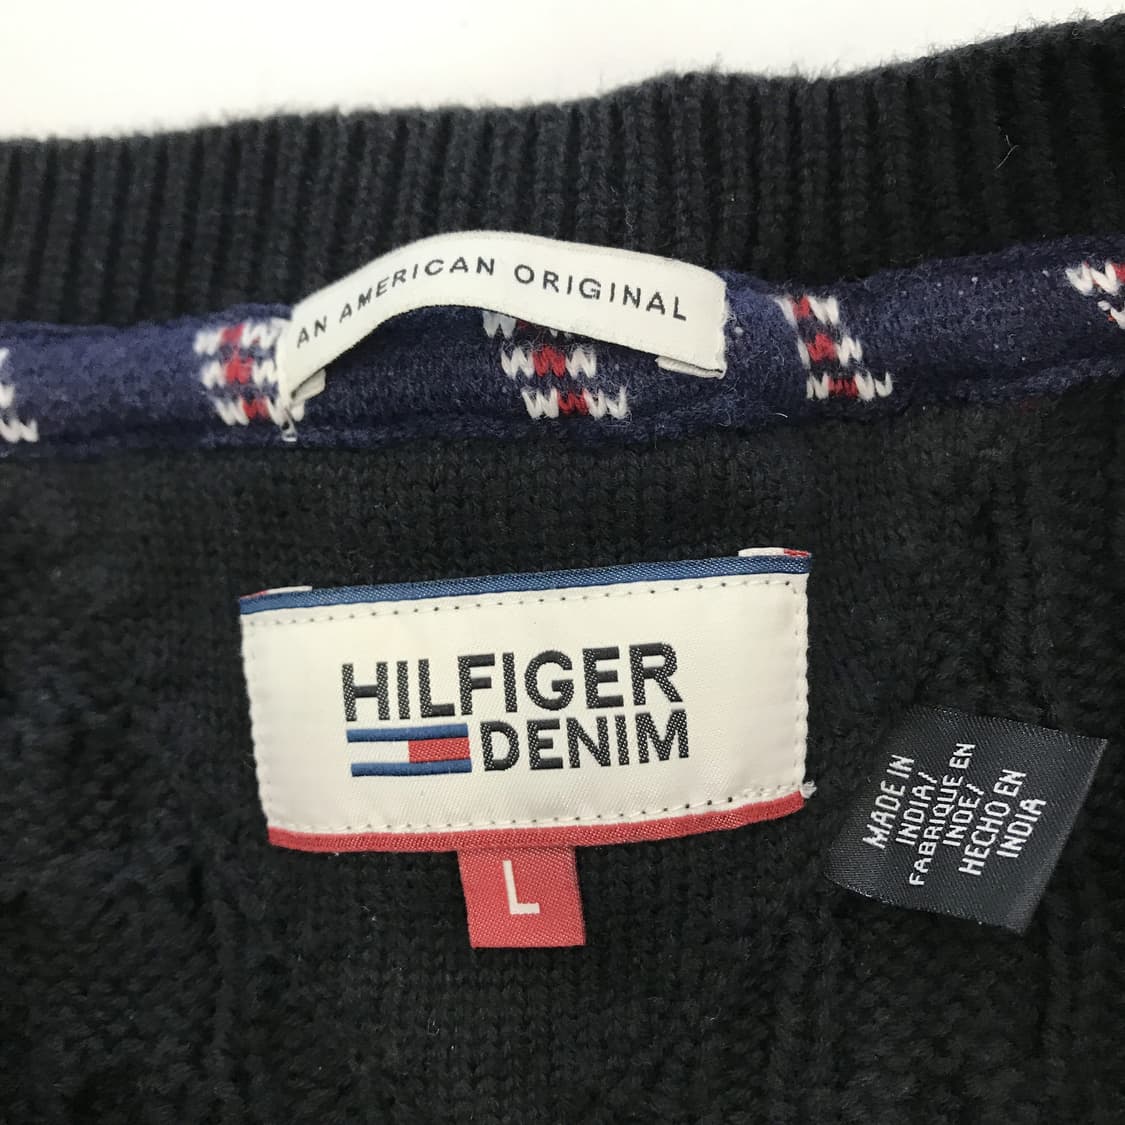 AN AMERICAN ORIGINAL
HILFIGER
DENIM
L
MADE IN
INDIA/
FABRIQUE EN
INDE/
HECHO EN
INDIA